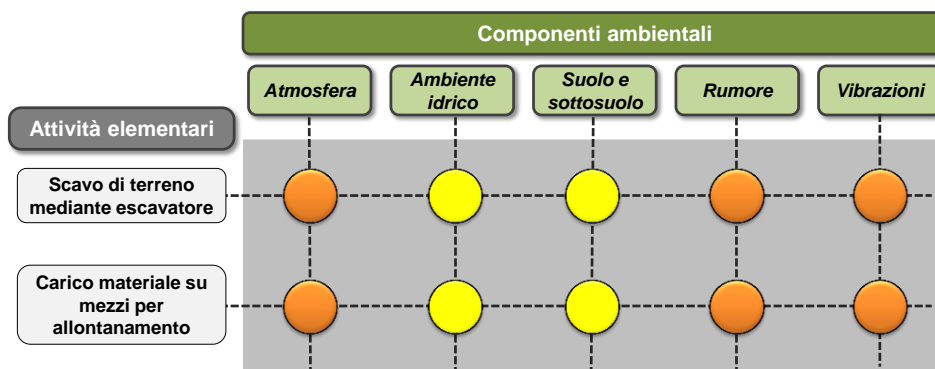 Componenti ambientali
Atmosfera
Ambiente
idrico
Suolo e
sottosuolo
Rumore
Vibrazioni
Attività elementari
Scavo di terreno
mediante escavatore
Carico materiale su
mezzi per
allontanamento